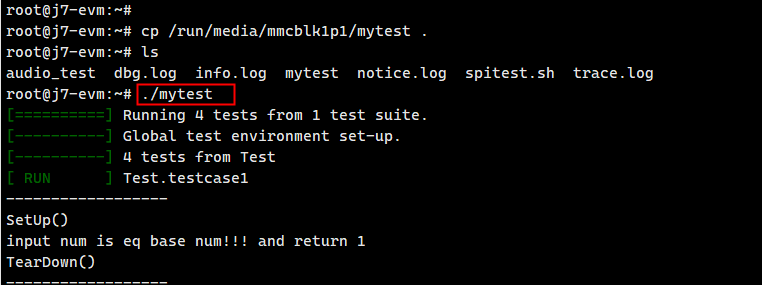 root@j7-evm:~#
root@j7-evm:~# cp /run/media/mmcblk1p1/mytest .
root@j7-evm:~# ls
audio_test  dbg.log  info.log  mytest  notice.log  spitest.sh  trace.log
root@j7-evm:~# ./mytest
[==========] Running 4 tests from 1 test suite.
[----------] Global test environment set-up.
[----------] 4 tests from Test
[ RUN      ] Test.testcase1
------------------
SetUp()
input num is eq base num!!! and return 1
TearDown()
------------------